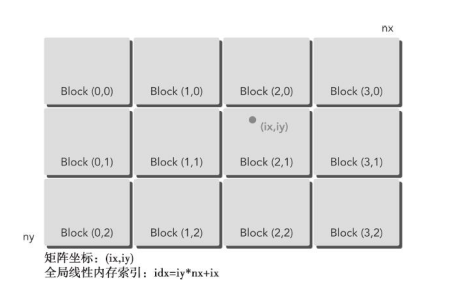 nx
Block (0,0) Block (1,0) Block (2,0) Block (3,0)
(ix,iy)
Block (0,1) Block (1,1) Block (2,1) Block (3,1)
Block (0,2) Block (1,2) Block (2,2) Block (3,2)
ny
矩阵坐标：(ix,iy)
全局线性内存索引：idx=iy*nx+ix